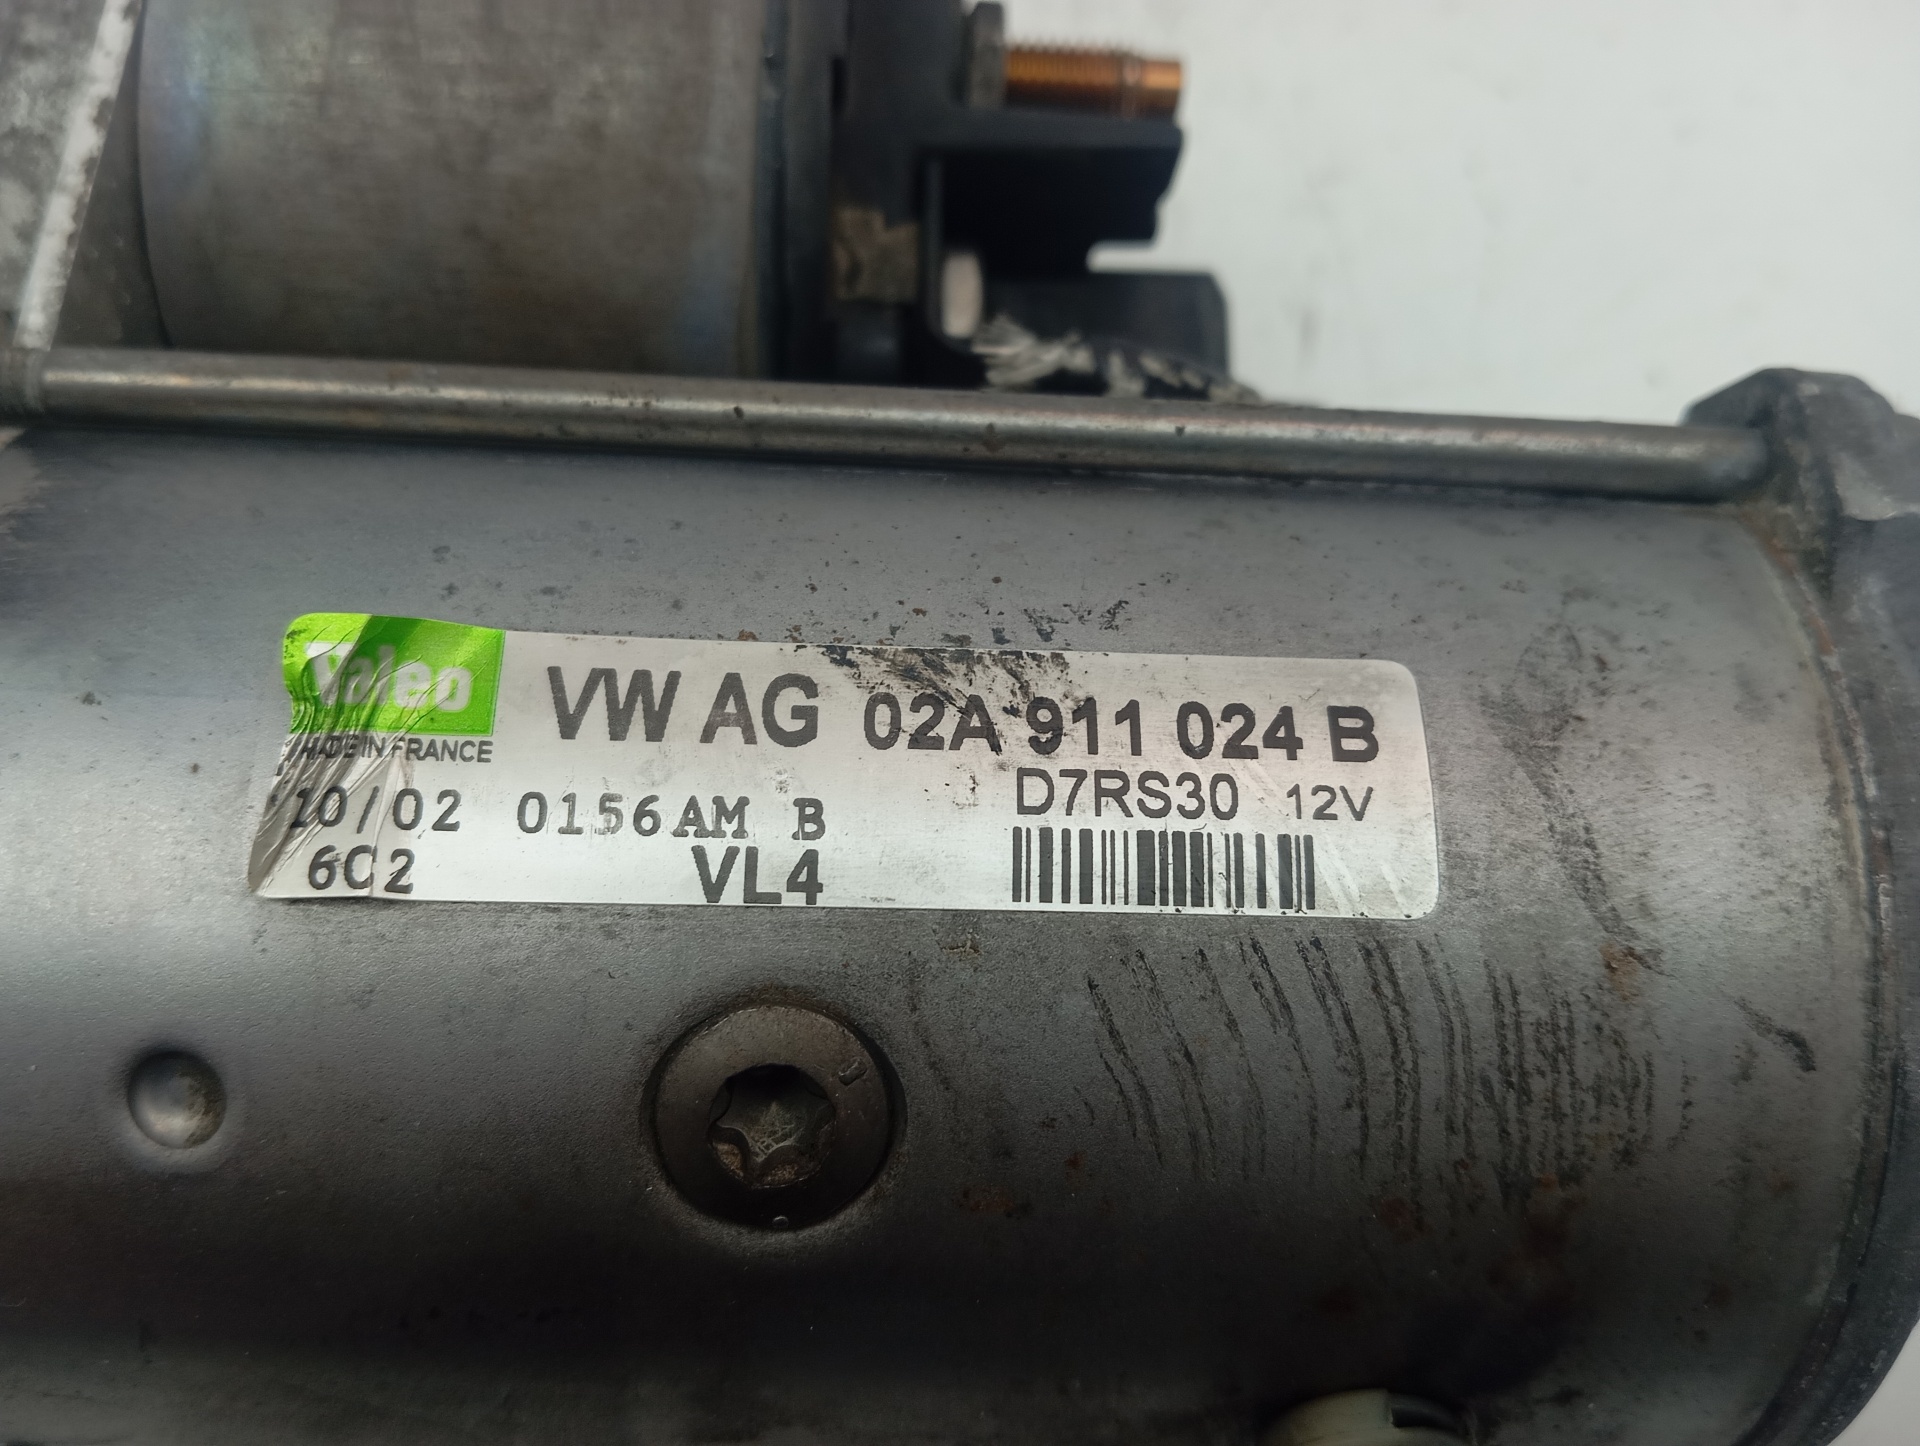 Valeo
VW AG 02A 911 024 B
MADE IN FRANCE
D7RS30 12V
10/02 0156AM B
6C2 VL4